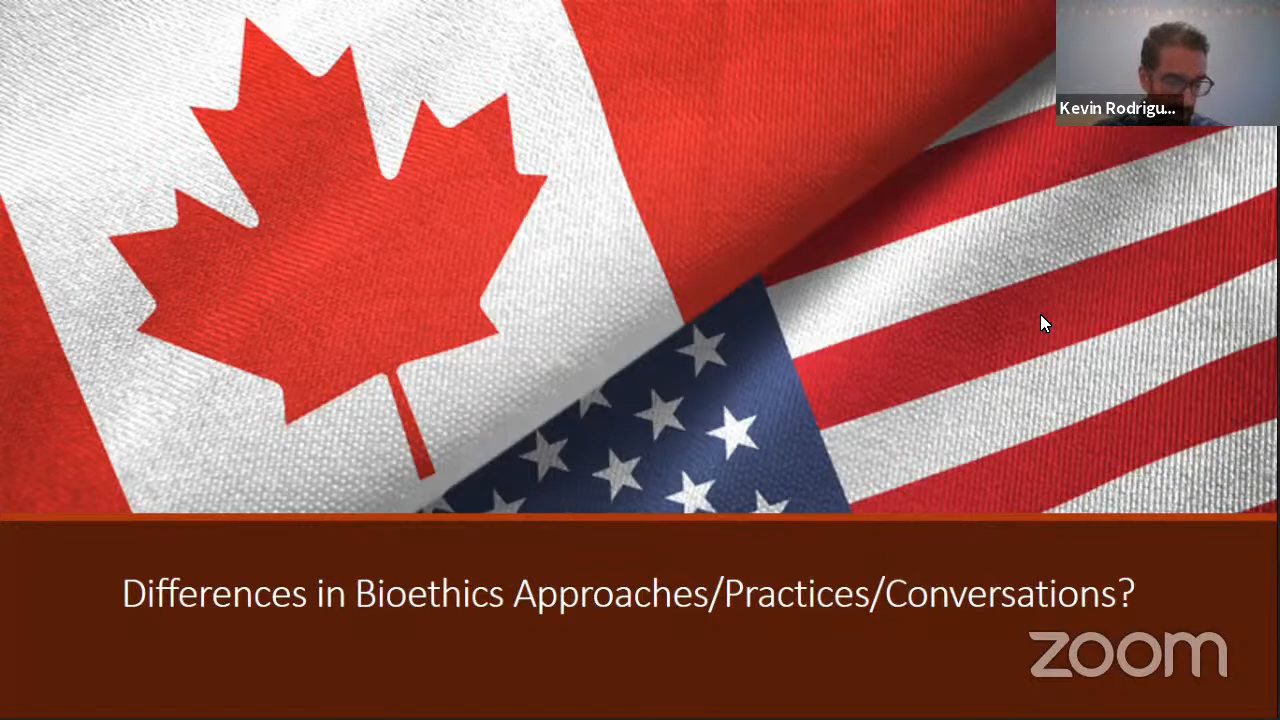 Kevin Rodrigu...
Differences in Bioethics Approaches/Practices/Conversations?
zoom